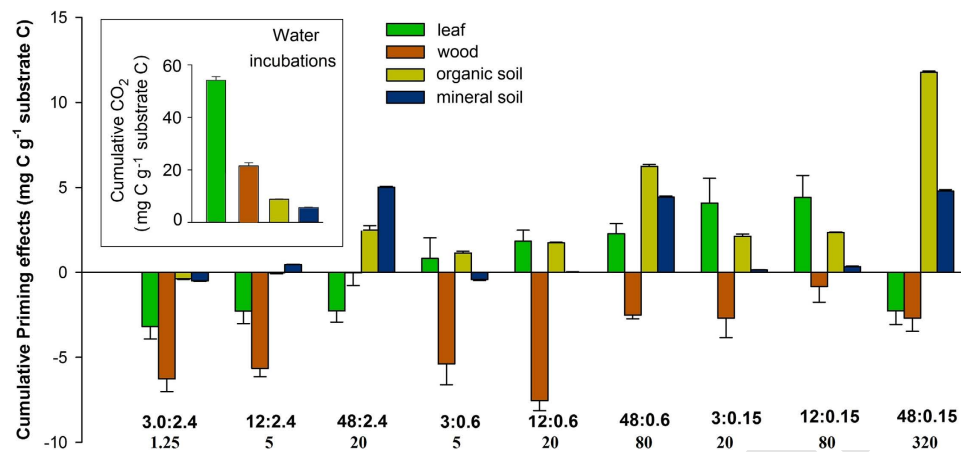 Cumulative Priming effects (mg C g⁻¹ substrate C)
15
10
5
0
-5
-10
Water
incubations
Cumulative CO₂
(mg C g⁻¹ substrate C)
60
40
20
0
leaf
wood
organic soil
mineral soil
3.0:2.4 12:2.4 48:2.4 3:0.6 12:0.6 48:0.6 3:0.15 12:0.15 48:0.15
1.25 5 20 5 20 80 20 80 320